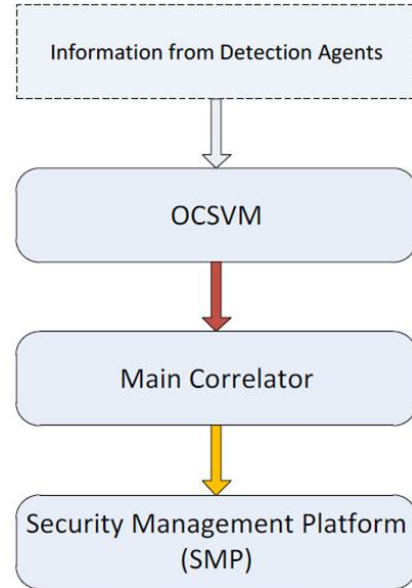 Information from Detection Agents
OCSVM
Main Correlator
Security Management Platform
(SMP)